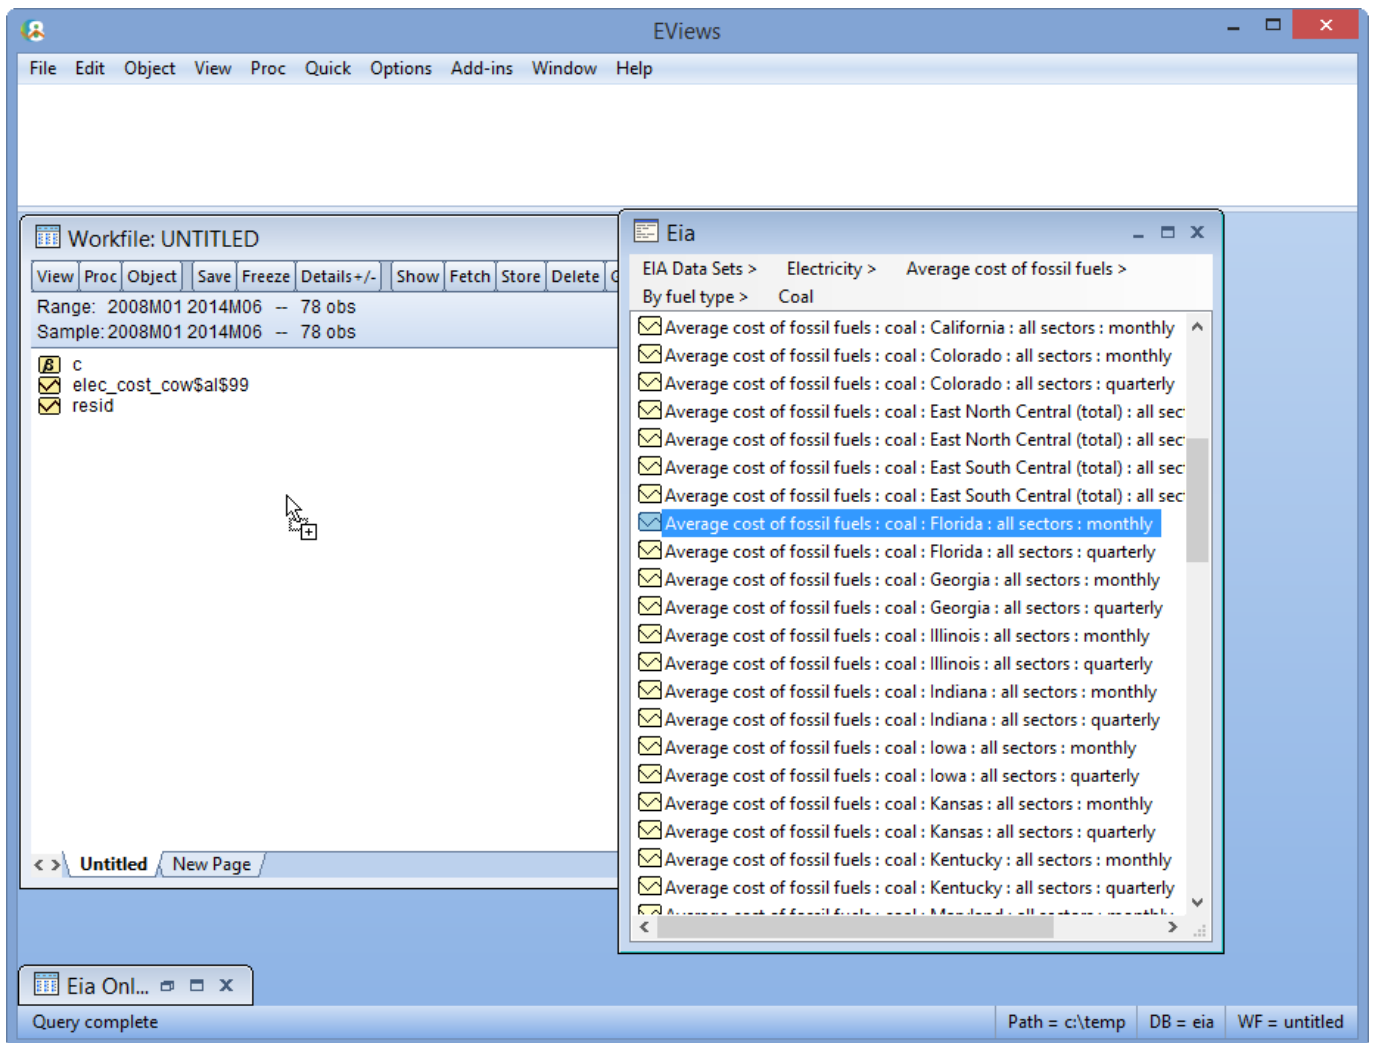 EViews
File Edit Object View Proc Quick Options Add-ins Window Help
Workfile: UNTITLED
View Proc Object Save Freeze Details+/- Show Fetch Store Delete
Range: 2008M01 2014M06 -- 78 obs
Sample: 2008M01 2014M06 -- 78 obs
c
elec_cost_cow$al$99
resid
< > Untitled New Page
Eia
EIA Data Sets > Electricity > Average cost of fossil fuels >
By fuel type > Coal
Average cost of fossil fuels : coal : California : all sectors : monthly
Average cost of fossil fuels : coal : Colorado : all sectors : monthly
Average cost of fossil fuels : coal : Colorado : all sectors : quarterly
Average cost of fossil fuels : coal : East North Central (total) : all sec
Average cost of fossil fuels : coal : East North Central (total) : all sec
Average cost of fossil fuels : coal : East South Central (total) : all sec
Average cost of fossil fuels : coal : East South Central (total) : all sec
Average cost of fossil fuels : coal : Florida : all sectors : monthly
Average cost of fossil fuels : coal : Florida : all sectors : quarterly
Average cost of fossil fuels : coal : Georgia : all sectors : monthly
Average cost of fossil fuels : coal : Georgia : all sectors : quarterly
Average cost of fossil fuels : coal : Illinois : all sectors : monthly
Average cost of fossil fuels : coal : Illinois : all sectors : quarterly
Average cost of fossil fuels : coal : Indiana : all sectors : monthly
Average cost of fossil fuels : coal : Indiana : all sectors : quarterly
Average cost of fossil fuels : coal : Iowa : all sectors : monthly
Average cost of fossil fuels : coal : Iowa : all sectors : quarterly
Average cost of fossil fuels : coal : Kansas : all sectors : monthly
Average cost of fossil fuels : coal : Kansas : all sectors : quarterly
Average cost of fossil fuels : coal : Kentucky : all sectors : monthly
Average cost of fossil fuels : coal : Kentucky : all sectors : quarterly
Eia Onl...
Query complete
Path = c:\temp DB = eia WF = untitled